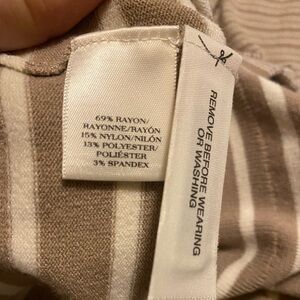 69% RAYON/
RAYONNE/RAYÓN
15% NYLON/NILÓN
13% POLYESTER/
POLIÉSTER
3% SPANDEX
REMOVE BEFORE WEARING
OR WASHING